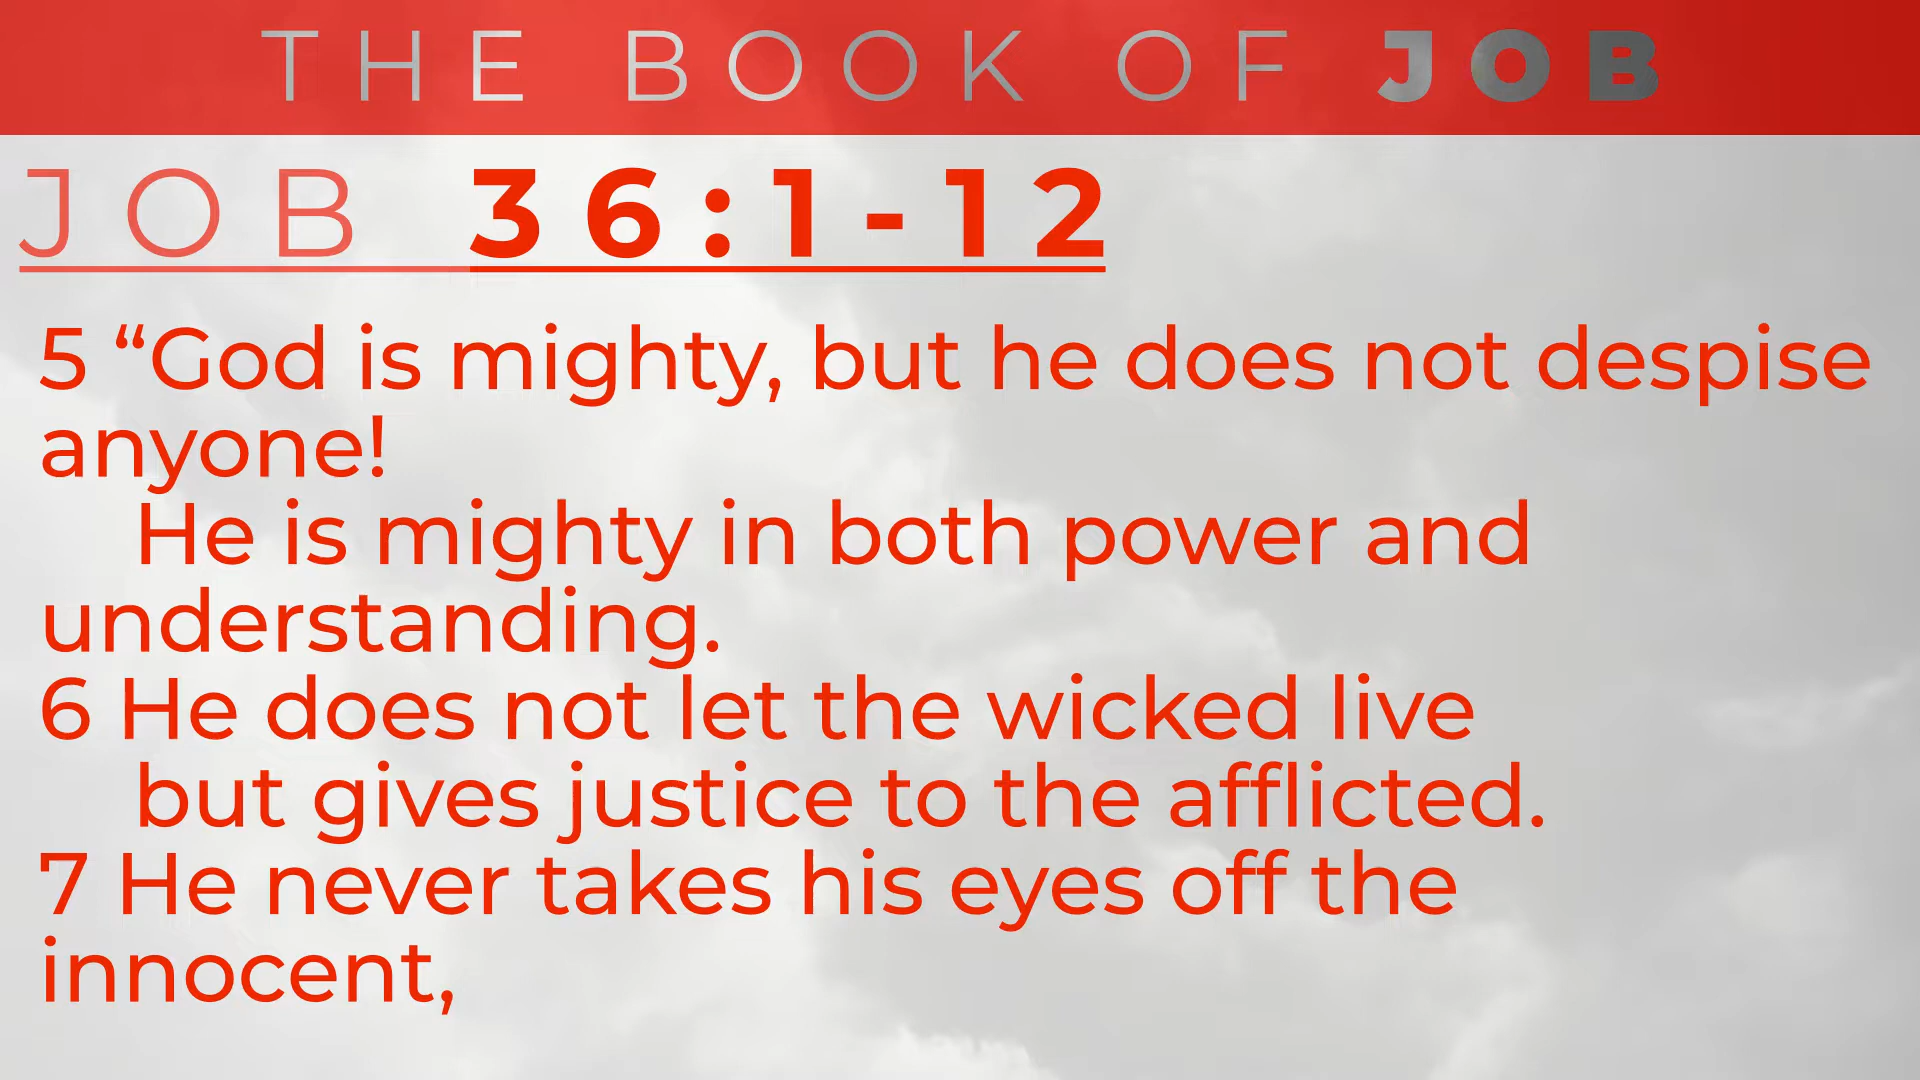 THE BOOK OF JOB
JOB 36:1-12
5 “God is mighty, but he does not despise
anyone!
He is mighty in both power and
understanding.
6 He does not let the wicked live
but gives justice to the afflicted.
7 He never takes his eyes off the
innocent,